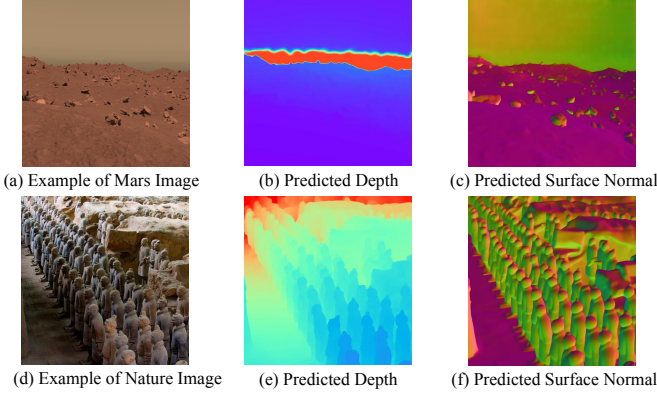 (a) Example of Mars Image
(b) Predicted Depth
(c) Predicted Surface Normal
(d) Example of Nature Image
(e) Predicted Depth
(f) Predicted Surface Normal